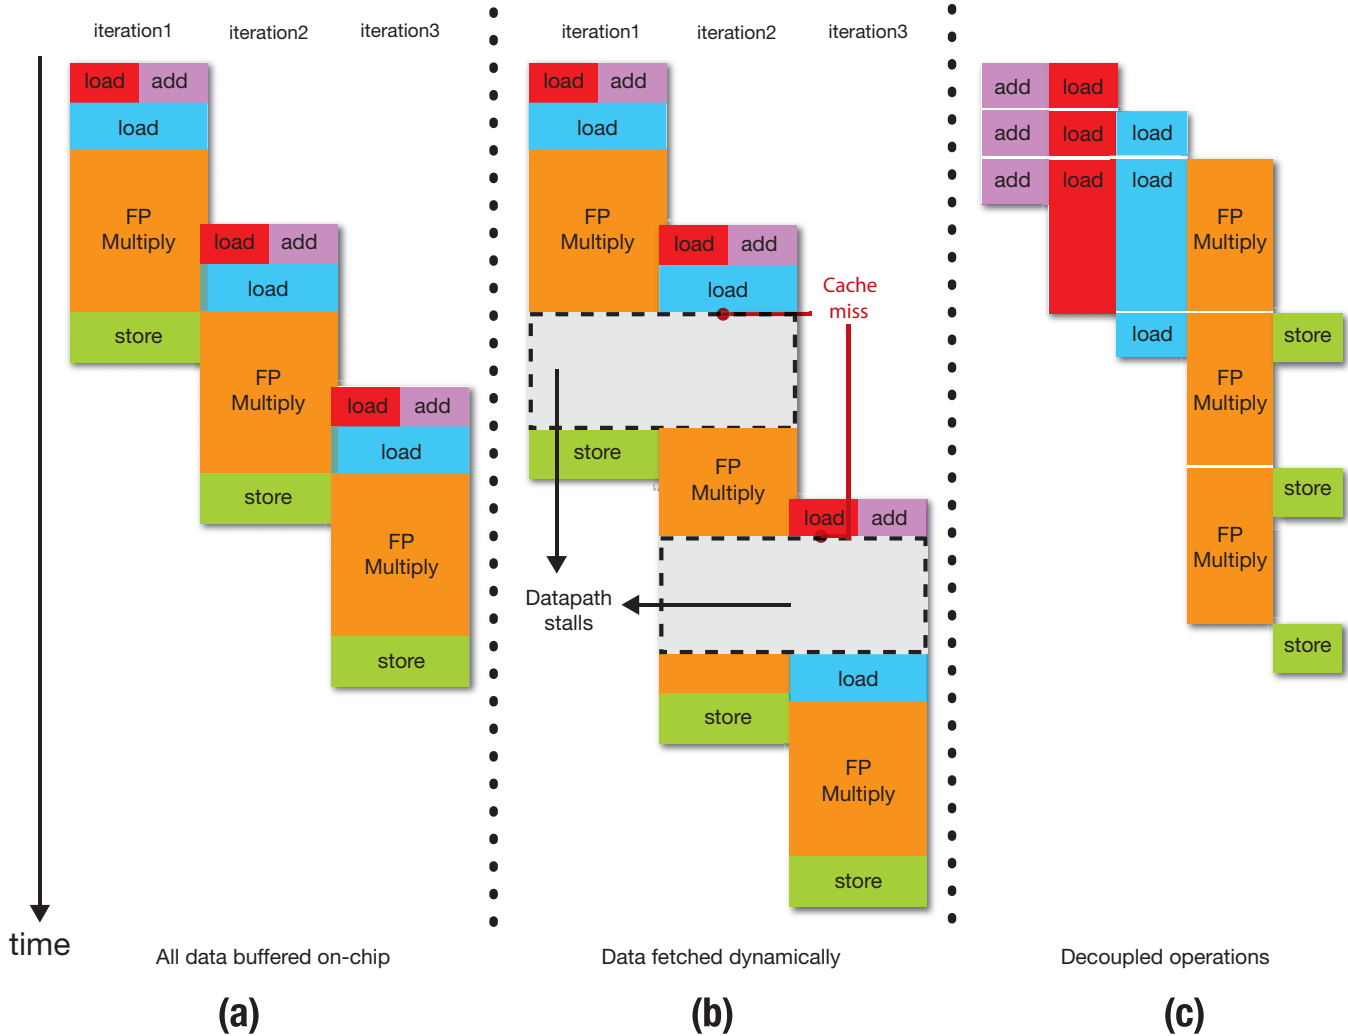 iteration1
iteration2
iteration3
load
add
load
FP
Multiply
load
add
load
store
FP
Multiply
load
add
load
store
FP
Multiply
store
time
All data buffered on-chip
(a)
iteration1
iteration2
iteration3
load
add
load
FP
Multiply
load
add
load
Cache
miss
store
FP
Multiply
load
add
Datapath
stalls
load
store
FP
Multiply
store
Data fetched dynamically
(b)
add
load
add
load
load
add
load
load
FP
Multiply
load
store
FP
Multiply
store
FP
Multiply
store
Decoupled operations
(c)